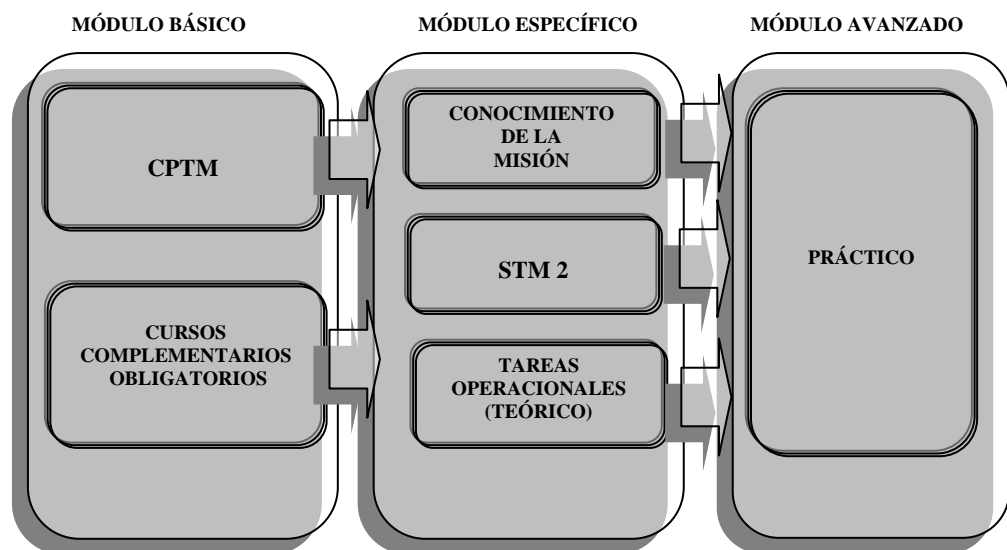 MÓDULO BÁSICO
MÓDULO ESPECÍFICO
MÓDULO AVANZADO
CPTM
CURSOS
COMPLEMENTARIOS
OBLIGATORIOS
CONOCIMIENTO
DE LA
MISIÓN
STM 2
TAREAS
OPERACIONALES
(TEÓRICO)
PRÁCTICO